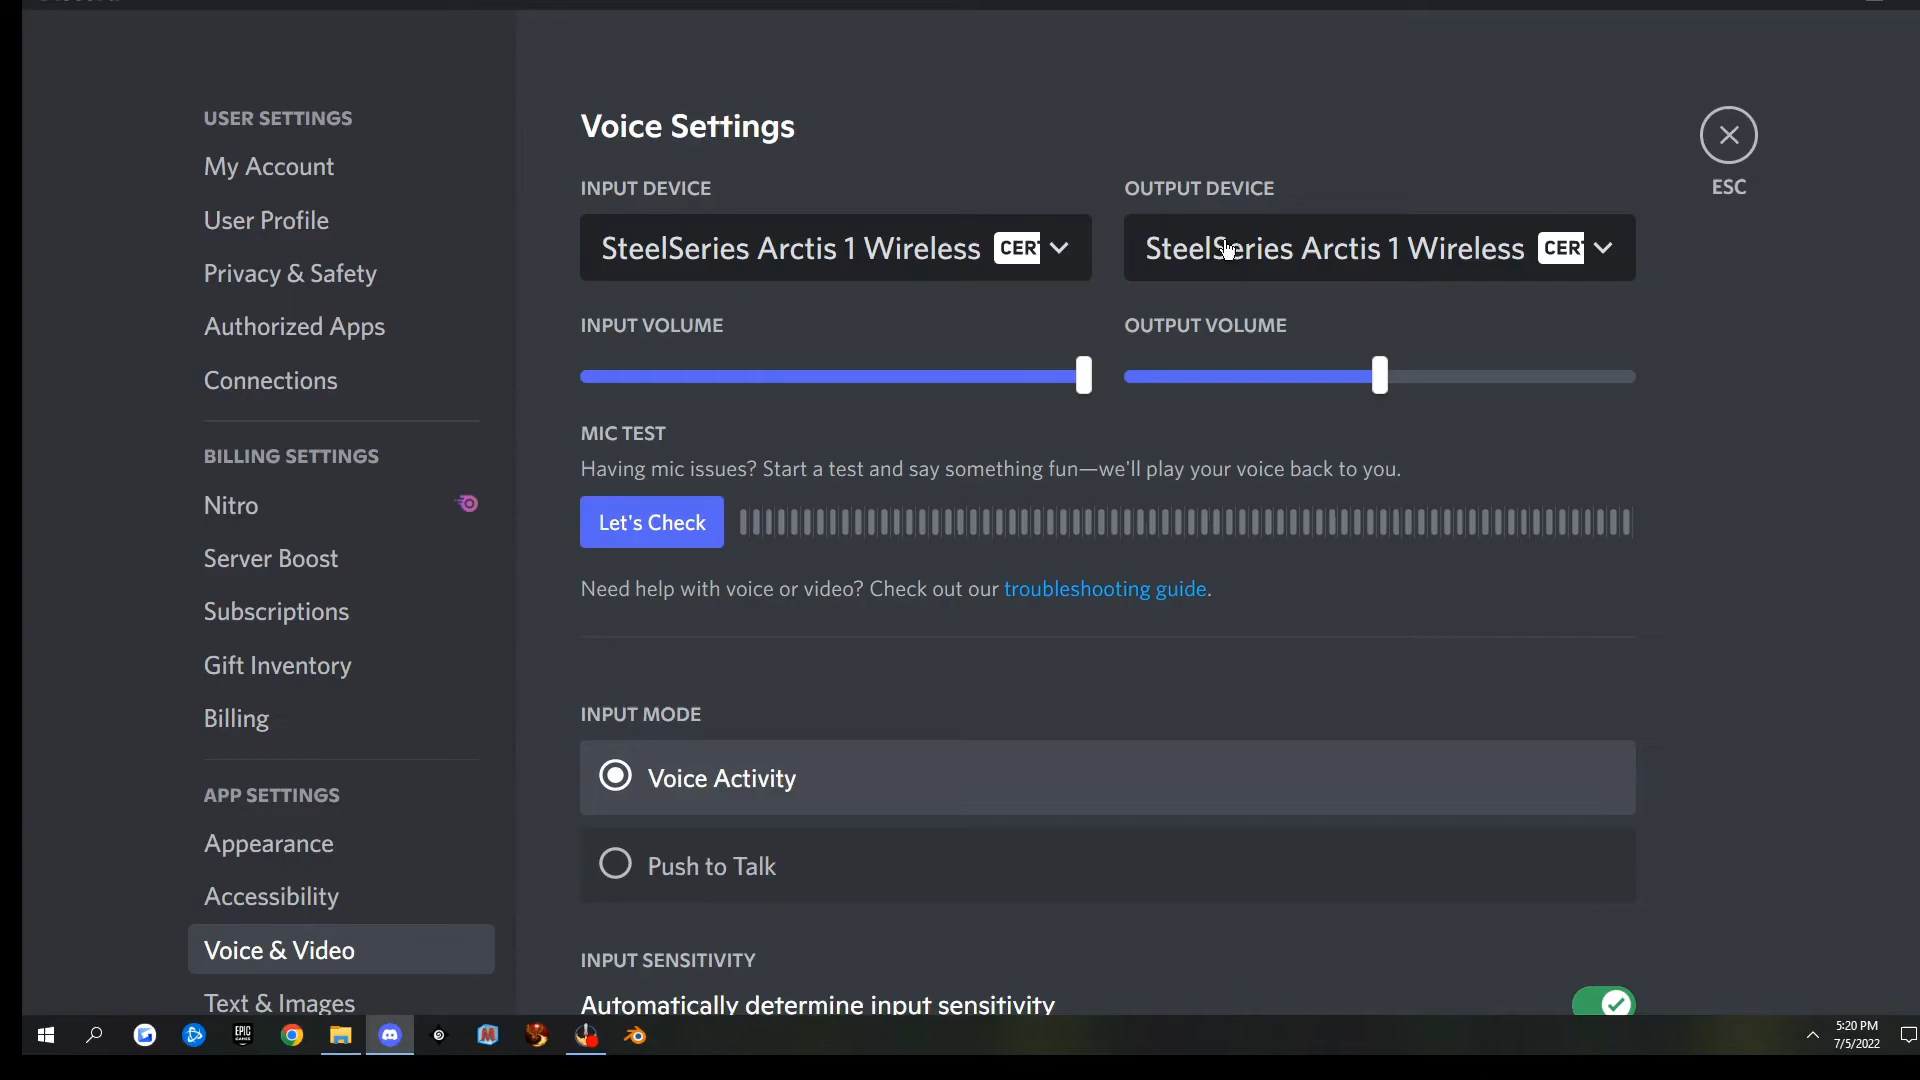 USER SETTINGS
My Account
User Profile
Privacy & Safety
Authorized Apps
Connections
BILLING SETTINGS
Nitro
Server Boost
Subscriptions
Gift Inventory
Billing
APP SETTINGS
Appearance
Accessibility
Voice & Video
Text & Images
Voice Settings
INPUT DEVICE
SteelSeries Arctis 1 Wireless CER
OUTPUT DEVICE
SteelSeries Arctis 1 Wireless CER
INPUT VOLUME
OUTPUT VOLUME
MIC TEST
Having mic issues? Start a test and say something fun—we'll play your voice back to you.
Let's Check
Need help with voice or video? Check out our troubleshooting guide.
INPUT MODE
Voice Activity
Push to Talk
INPUT SENSITIVITY
Automatically determine input sensitivity
ESC
EPIC
GAMES
5:20 PM
7/5/2022